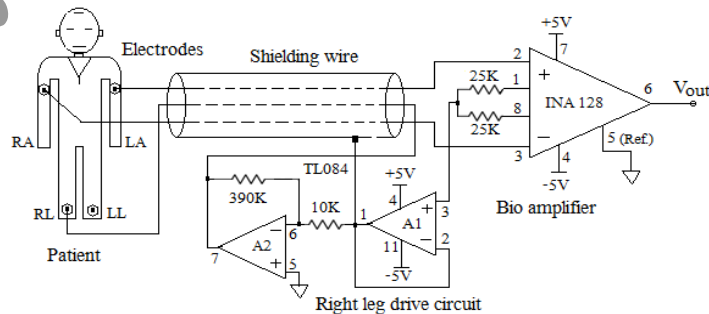 Electrodes
Shielding wire
+5V
7
2
+
25K
1
INA 128
6
Vout
8
25K
−
3
5 (Ref.)
4
-5V
Bio amplifier
RA
LA
RL
LL
Patient
TL084
390K
10K
+5V
4
+
3
1
A1
−
2
11
-5V
6
−
A2
7
+
5
Right leg drive circuit